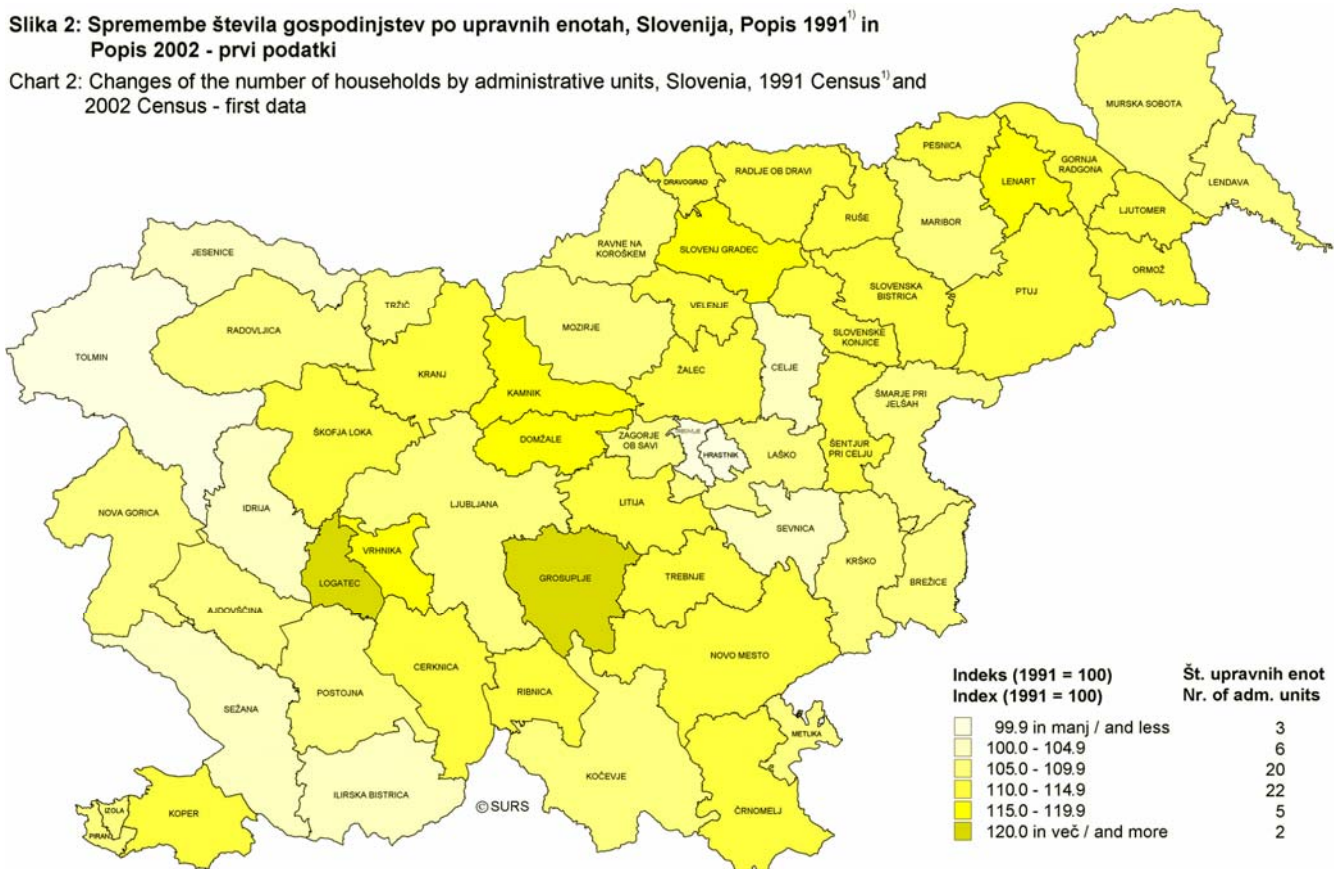 Slika 2: Spremembe števila gospodinjstev po upravnih enotah, Slovenija, Popis 1991¹⁾ in
Popis 2002 - prvi podatki
Chart 2: Changes of the number of households by administrative units, Slovenia, 1991 Census¹⁾ and
2002 Census - first data
MURSKA SOBOTA
PESNICA
GORNJA
RADGONA
LENDAVA
DRAVOGRAD
RADLJE OB DRAVI
LENART
LJUTOMER
RUŠE
MARIBOR
RAVNE NA
KOROŠKEM
SLOVENJ GRADEC
JESENICE
ORMOŽ
PTUJ
SLOVENSKA
BISTRICA
TRŽIČ
VELENJE
RADOVLJICA
MOZIRJE
SLOVENSKE
KONJICE
TOLMIN
CELJE
ŽALEC
KRANJ
KAMNIK
ŠMARJE PRI
JELŠAH
ŠKOFJA LOKA
DOMŽALE
ZAGORJE
OB SAVI
TRBOVLJE
HRASTNIK
LAŠKO
ŠENTJUR
PRI CELJU
LJUBLJANA
LITIJA
NOVA GORICA
IDRIJA
SEVNICA
VRHNIKA
KRŠKO
LOGATEC
GROSUPLJE
TREBNJE
BREŽICE
AJDOVŠČINA
NOVO MESTO
CERKNICA
POSTOJNA
RIBNICA
SEŽANA
METLIKA
KOČEVJE
ILIRSKA BISTRICA
ČRNOMELJ
IZOLA
KOPER
PIRAN
© SURS
Indeks (1991 = 100) Št. upravnih enot
Index (1991 = 100) Nr. of adm. units
99.9 in manj / and less 3
100.0 - 104.9 6
105.0 - 109.9 20
110.0 - 114.9 22
115.0 - 119.9 5
120.0 in več / and more 2